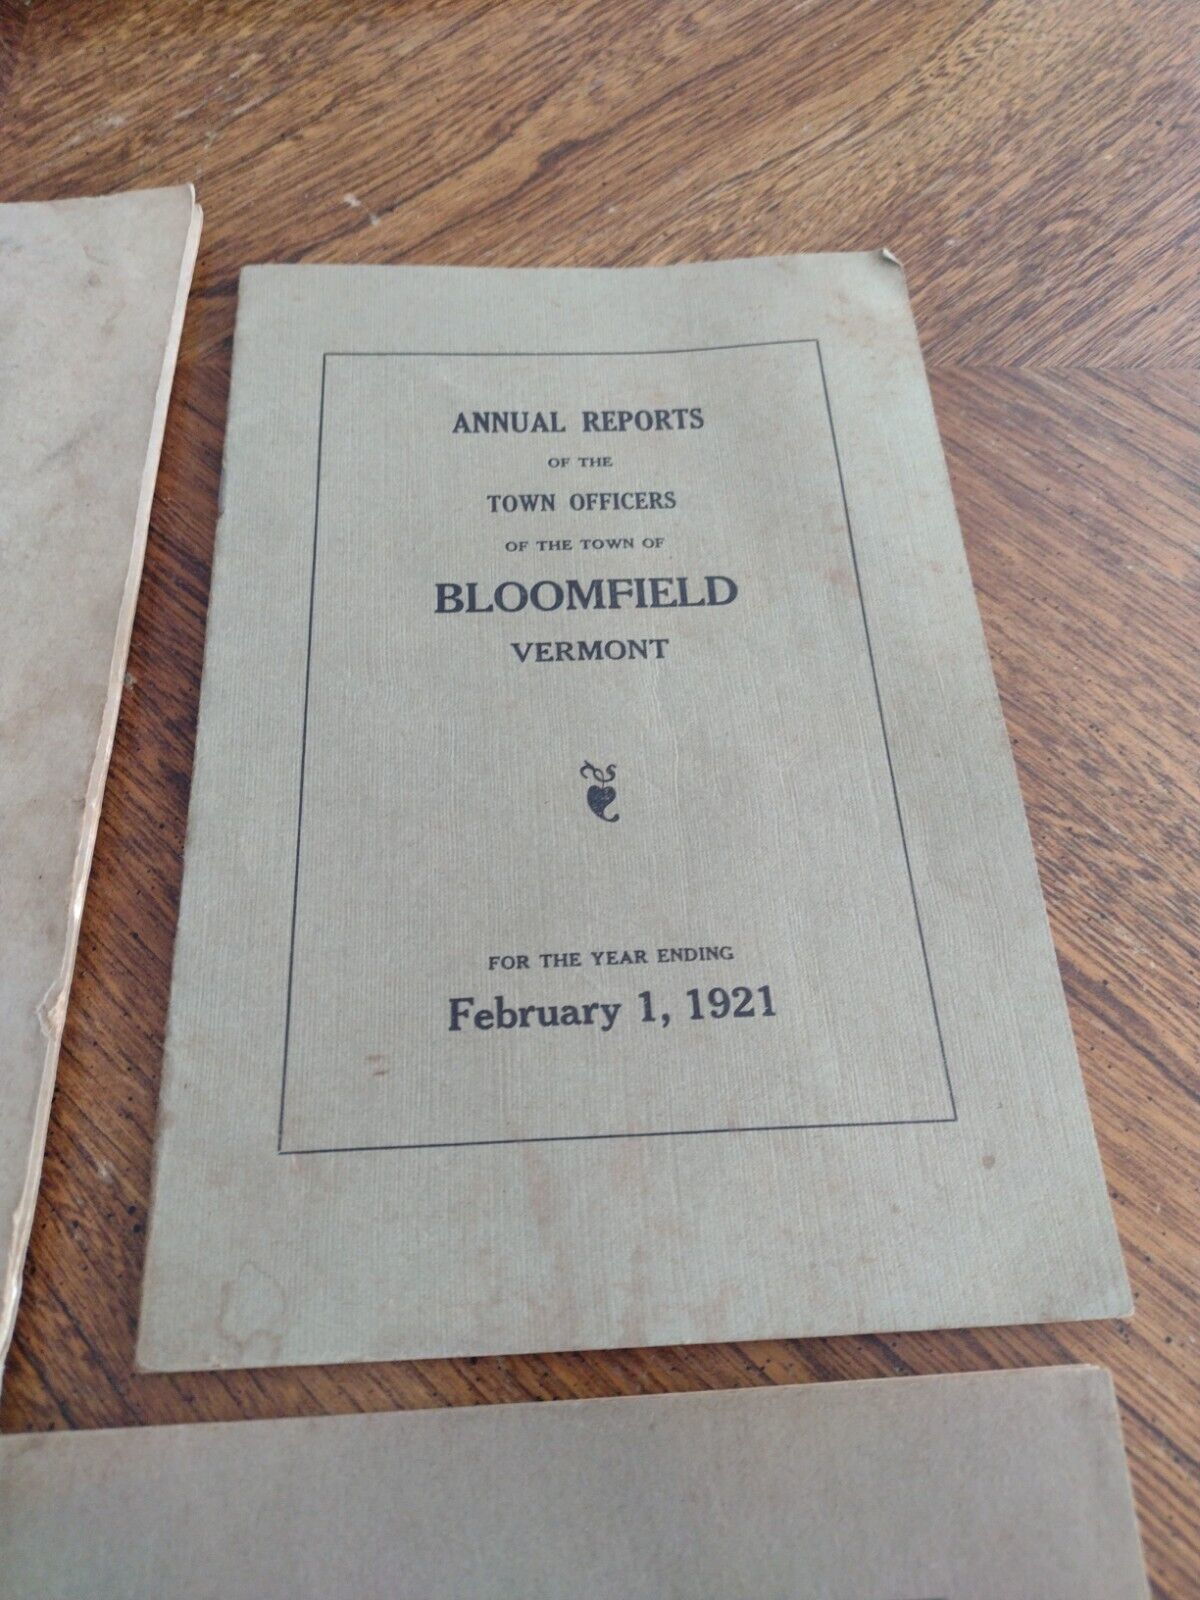 ANNUAL REPORTS
OF THE
TOWN OFFICERS
OF THE TOWN OF
BLOOMFIELD
VERMONT
FOR THE YEAR ENDING
February 1, 1921